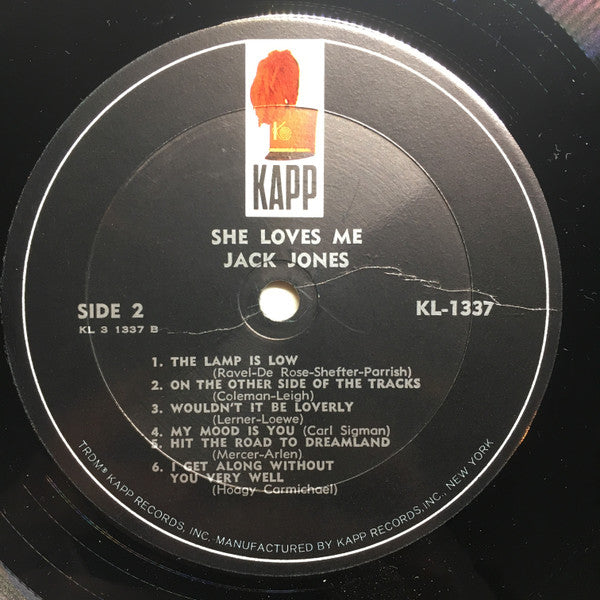 KAPP
SHE LOVES ME
JACK JONES
SIDE 2
KL 3 1337 B
KL-1337
1. THE LAMP IS LOW
(Ravel-De Rose-Shefter-Parrish)
2. ON THE OTHER SIDE OF THE TRACKS
(Coleman-Leigh)
3. WOULDN'T IT BE LOVERLY
(Lerner-Loewe)
4. MY MOOD IS YOU (Carl Sigman)
5. HIT THE ROAD TO DREAMLAND
(Mercer-Arlen)
6. I GET ALONG WITHOUT
YOU VERY WELL
(Hoagy Carmichael)
TRDM® KAPP RECORDS, INC. MANUFACTURED BY KAPP RECORDS, INC., NEW YORK